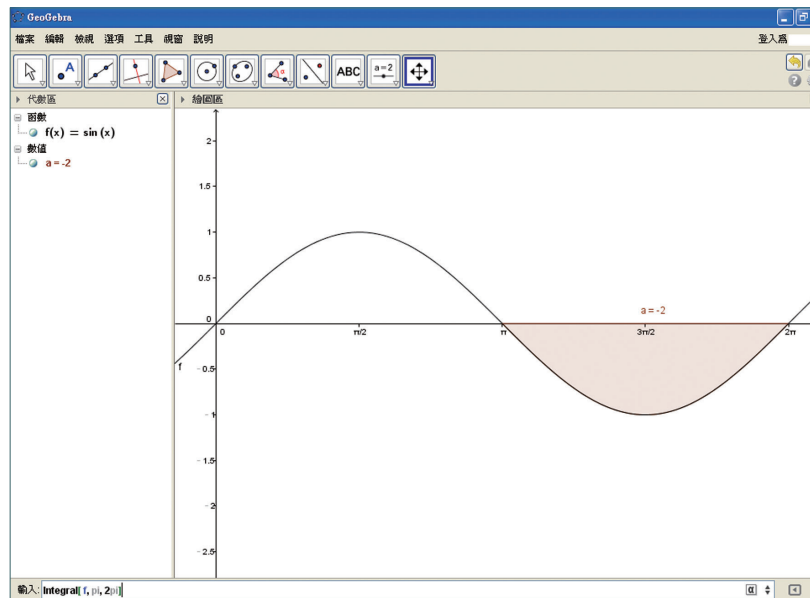 GeoGebra
檔案 編輯 檢視 選項 工具 視窗 說明
登入為
ABC
a=2
代數區
繪圖區
函數
f(x) = sin (x)
數值
a = -2
2
1.5
1
0.5
0
-0.5
-1
-1.5
-2
-2.5
0
π/2
π
3π/2
2π
a = -2
f
輸入: Integral[ f, pi, 2pi]
α